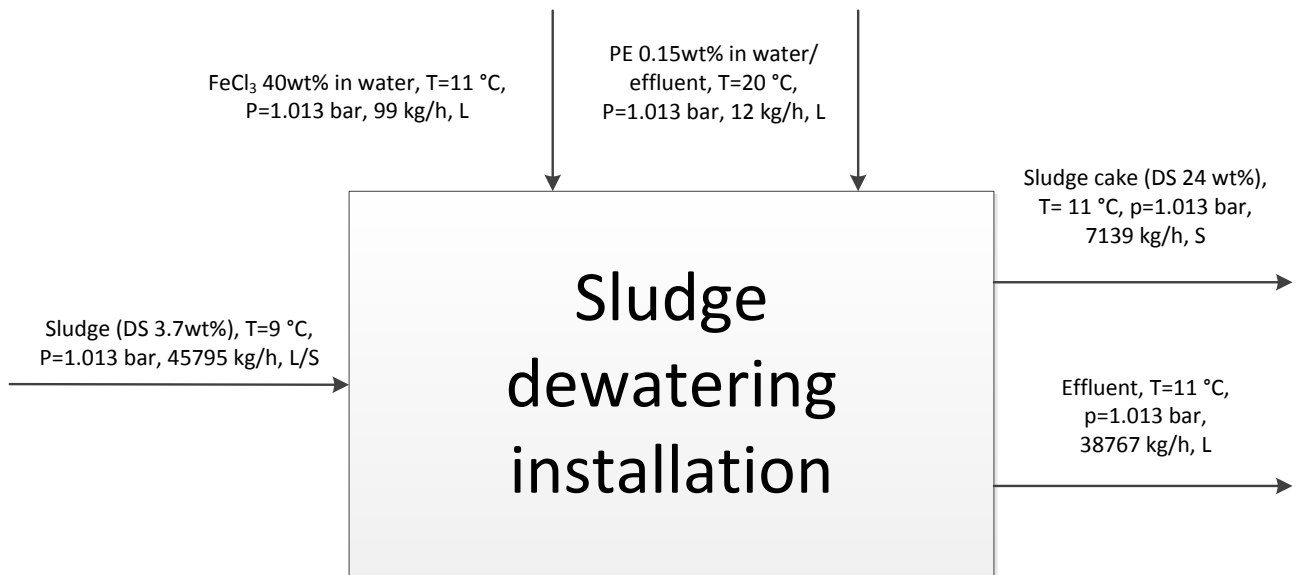 FeCl₃ 40wt% in water, T=11 °C,
P=1.013 bar, 99 kg/h, L
PE 0.15wt% in water/
effluent, T=20 °C,
P=1.013 bar, 12 kg/h, L
Sludge cake (DS 24 wt%),
T= 11 °C, p=1.013 bar,
7139 kg/h, S
Sludge (DS 3.7wt%), T=9 °C,
P=1.013 bar, 45795 kg/h, L/S
Sludge
dewatering
installation
Effluent, T=11 °C,
p=1.013 bar,
38767 kg/h, L